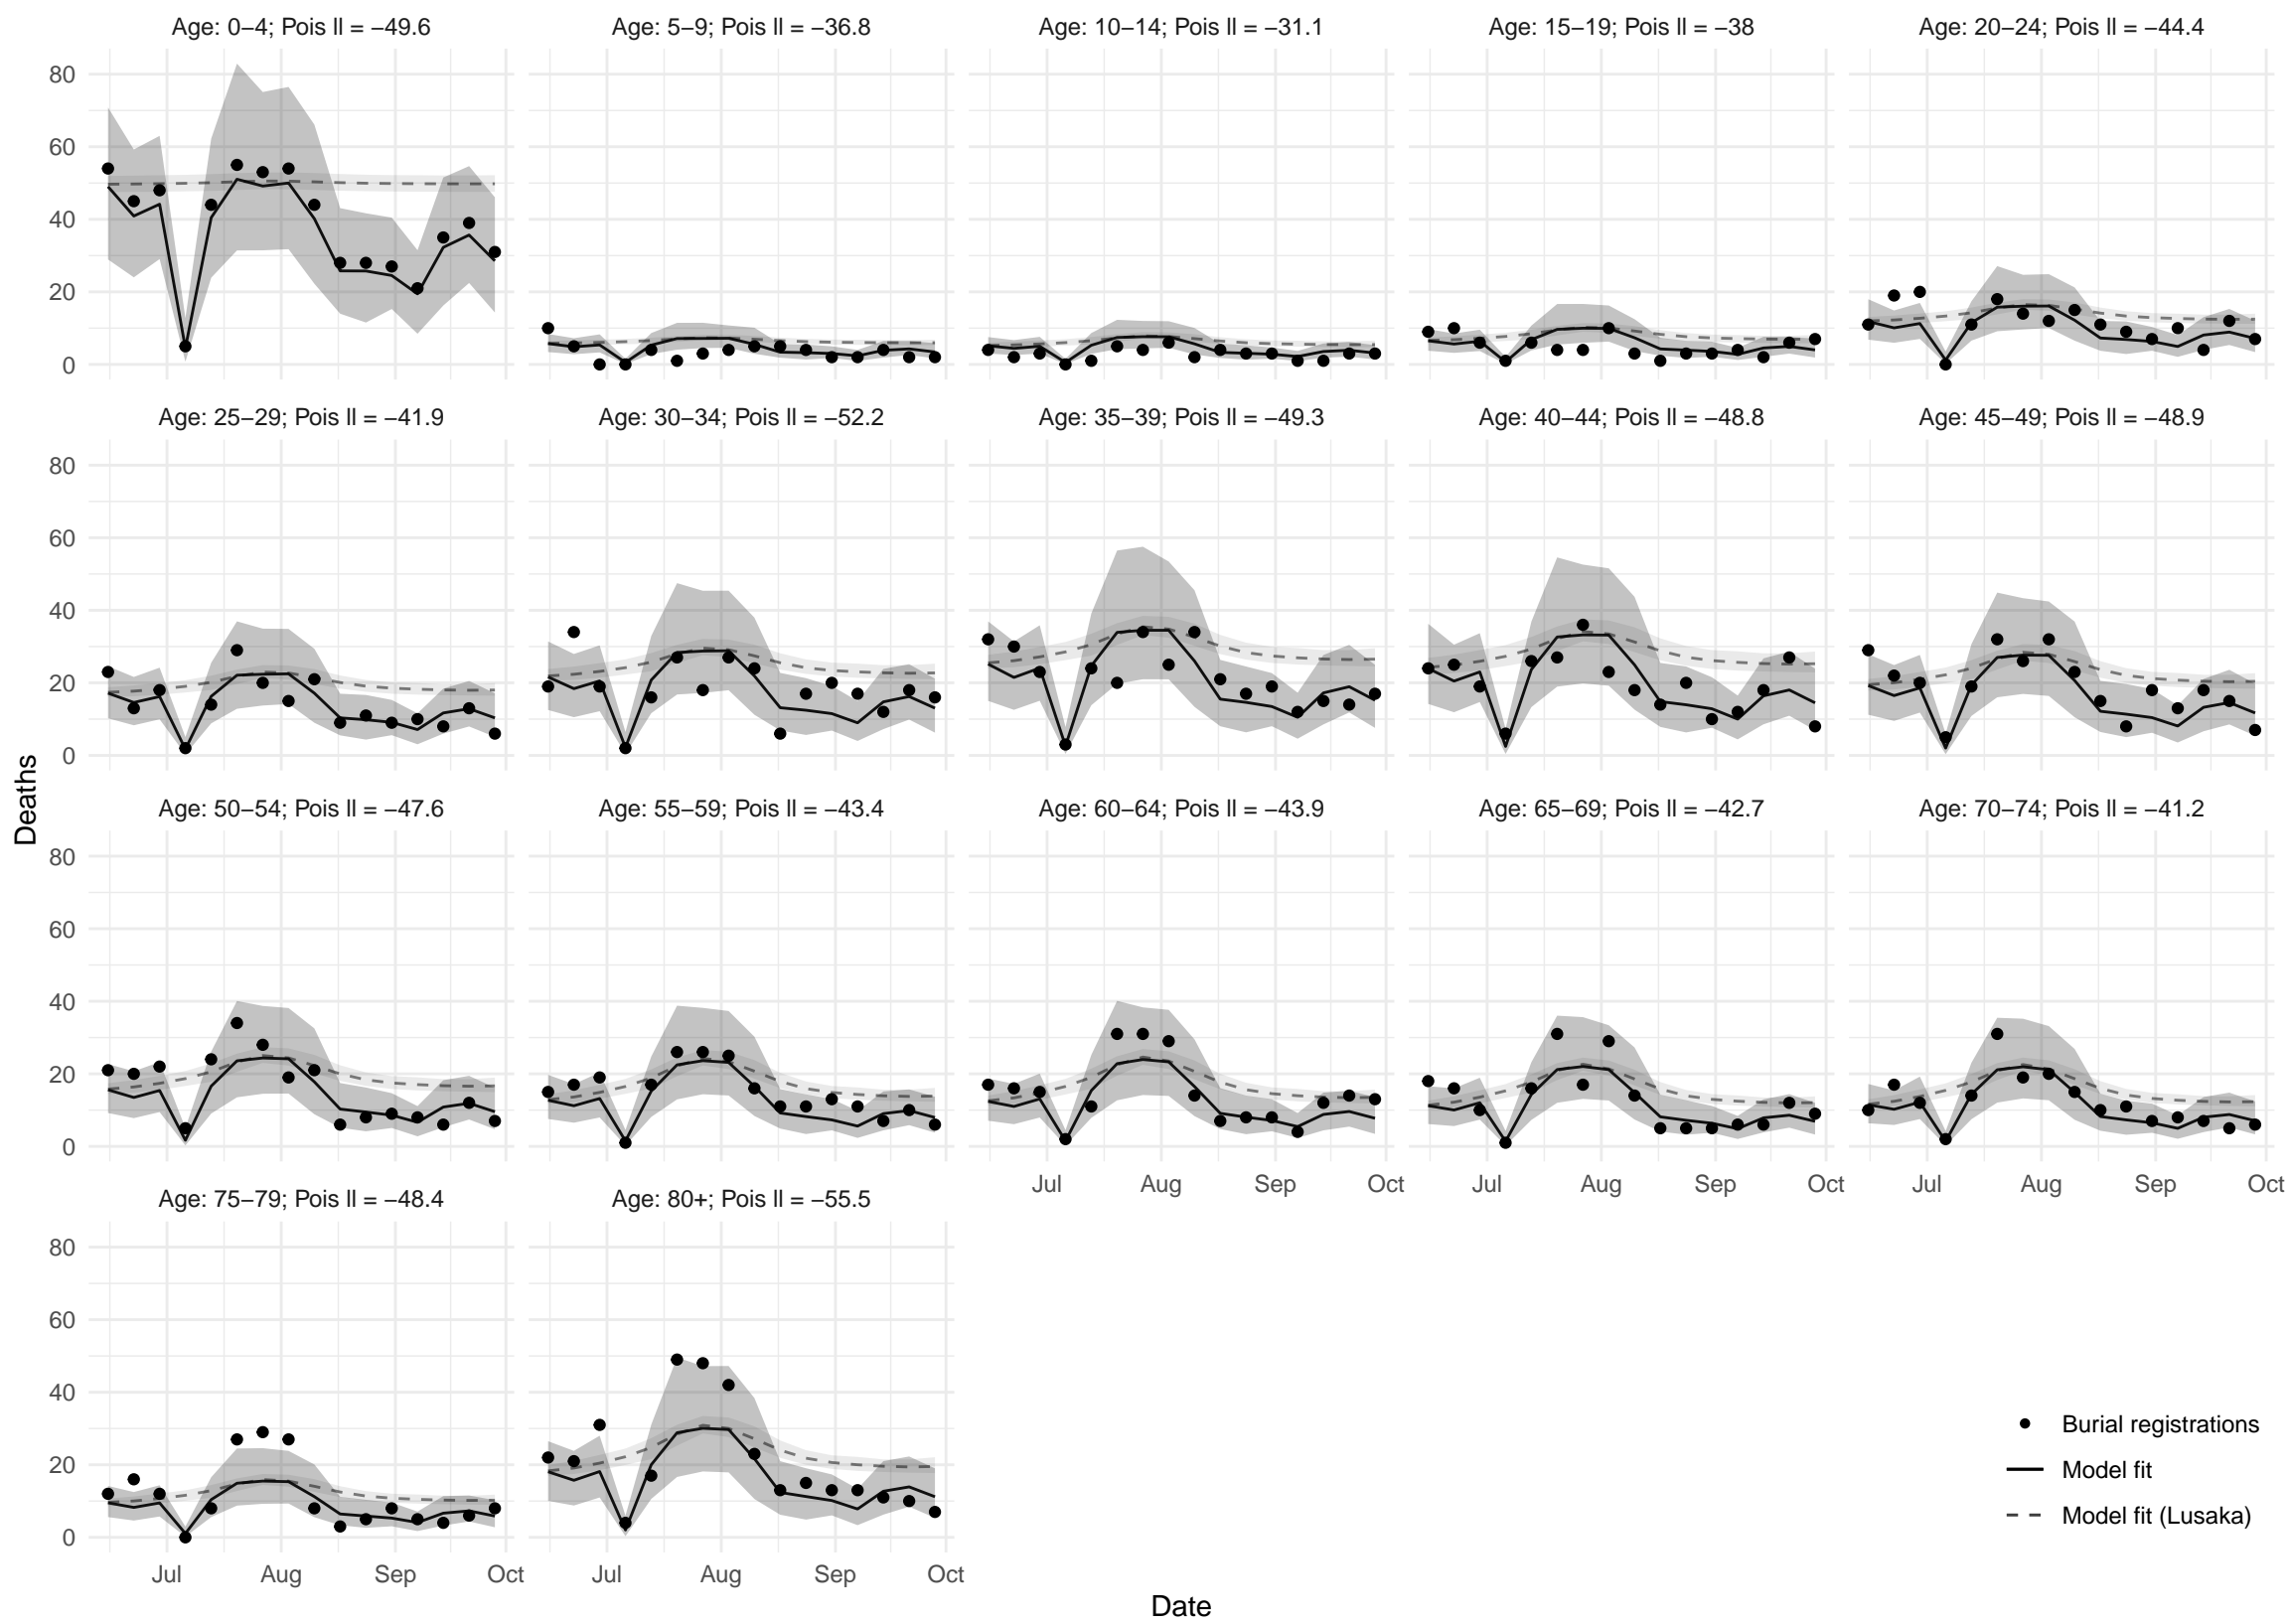 Age: 0−4; Pois ll = −49.6
Age: 5−9; Pois ll = −36.8
Age: 10−14; Pois ll = −31.1
Age: 15−19; Pois ll = −38
Age: 20−24; Pois ll = −44.4
80
60
40
20
0
Age: 25−29; Pois ll = −41.9
Age: 30−34; Pois ll = −52.2
Age: 35−39; Pois ll = −49.3
Age: 40−44; Pois ll = −48.8
Age: 45−49; Pois ll = −48.9
80
60
40
20
0
Deaths
Age: 50−54; Pois ll = −47.6
Age: 55−59; Pois ll = −43.4
Age: 60−64; Pois ll = −43.9
Age: 65−69; Pois ll = −42.7
Age: 70−74; Pois ll = −41.2
80
60
40
20
0
Jul Aug Sep Oct
Jul Aug Sep Oct
Jul Aug Sep Oct
Age: 75−79; Pois ll = −48.4
Age: 80+; Pois ll = −55.5
80
60
40
20
0
Jul Aug Sep Oct
Jul Aug Sep Oct
Burial registrations
Model fit
Model fit (Lusaka)
Date